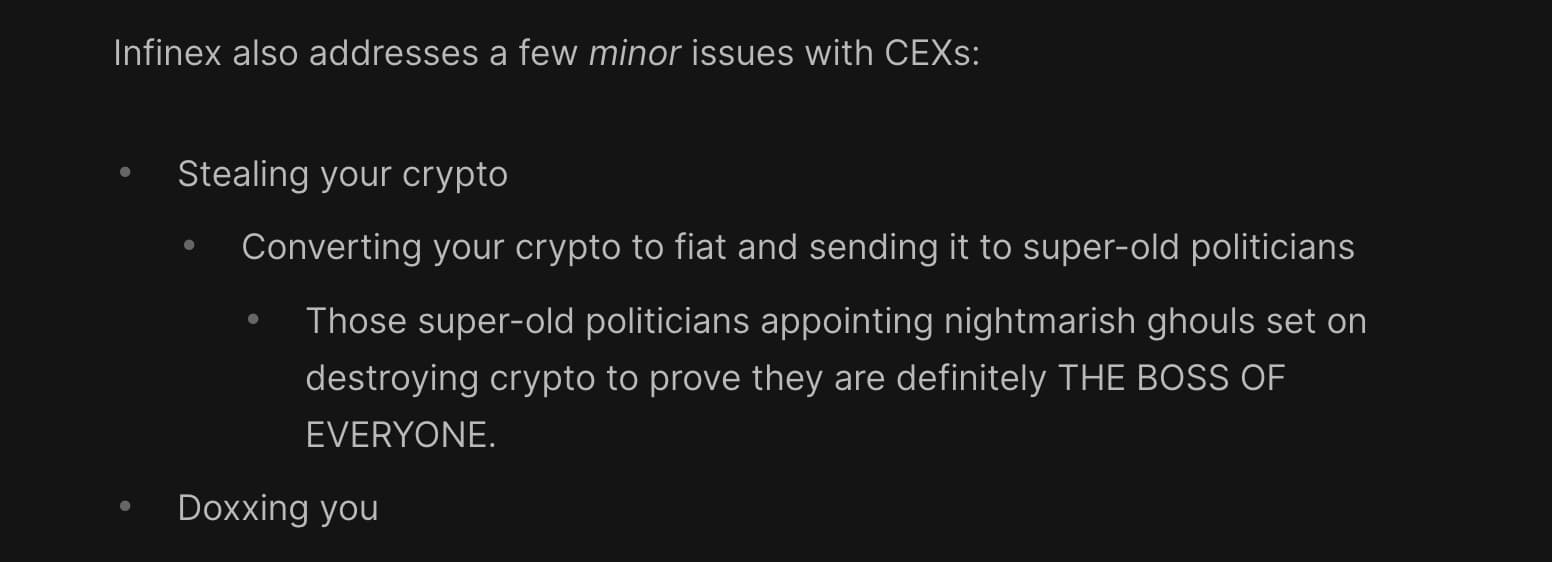 Infinex also addresses a few minor issues with CEXs:
• Stealing your crypto
• Converting your crypto to fiat and sending it to super-old politicians
• Those super-old politicians appointing nightmarish ghouls set on
destroying crypto to prove they are definitely THE BOSS OF
EVERYONE.
• Doxxing you